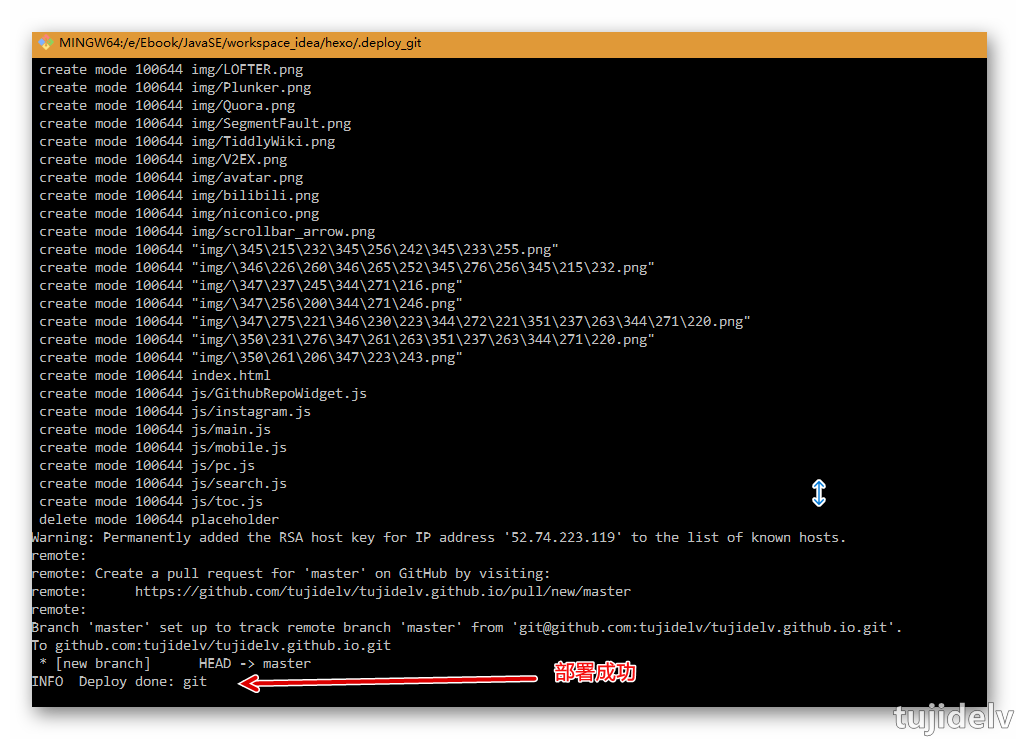 MINGW64:/e/Ebook/JavaSE/workspace_idea/hexo/.deploy_git
create mode 100644 img/LOFTER.png
create mode 100644 img/Plunker.png
create mode 100644 img/Quora.png
create mode 100644 img/SegmentFault.png
create mode 100644 img/TiddlyWiki.png
create mode 100644 img/V2EX.png
create mode 100644 img/avatar.png
create mode 100644 img/bilibili.png
create mode 100644 img/niconico.png
create mode 100644 img/scrollbar_arrow.png
create mode 100644 "img/\345\215\232\345\256\242\345\233\255.png"
create mode 100644 "img/\346\226\260\346\265\252\345\276\256\345\215\232.png"
create mode 100644 "img/\347\237\245\344\271\216.png"
create mode 100644 "img/\347\256\200\344\271\246.png"
create mode 100644 "img/\347\275\221\346\230\223\344\272\221\351\237\263\344\271\220.png"
create mode 100644 "img/\350\231\276\347\261\263\351\237\263\344\271\220.png"
create mode 100644 "img/\350\261\206\347\223\243.png"
create mode 100644 index.html
create mode 100644 js/GithubRepoWidget.js
create mode 100644 js/instagram.js
create mode 100644 js/main.js
create mode 100644 js/mobile.js
create mode 100644 js/pc.js
create mode 100644 js/search.js
create mode 100644 js/toc.js
delete mode 100644 placeholder
Warning: Permanently added the RSA host key for IP address '52.74.223.119' to the list of known hosts.
remote:
remote: Create a pull request for 'master' on GitHub by visiting:
remote:      https://github.com/tujidelv/tujidelv.github.io/pull/new/master
remote:
Branch 'master' set up to track remote branch 'master' from 'git@github.com:tujidelv/tujidelv.github.io.git'.
To github.com:tujidelv/tujidelv.github.io.git
 * [new branch]      HEAD -> master
INFO  Deploy done: git
部署成功
tujidelv